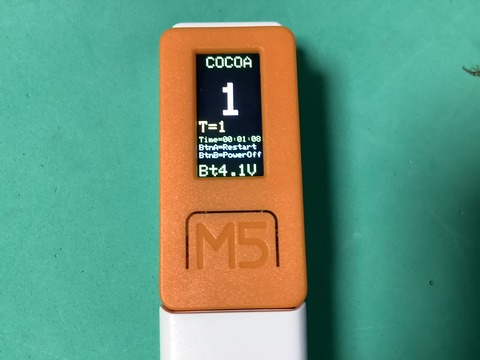 COCOA
1
T=1
Time=00:01:08
BtnA=Restart
BtnB=PowerOff
Bt4.1V
M5